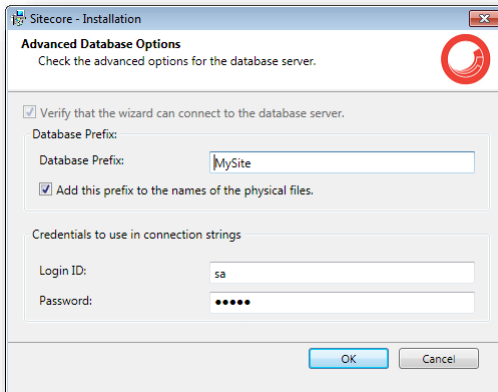 Sitecore - Installation
Advanced Database Options
Check the advanced options for the database server.
Verify that the wizard can connect to the database server.
Database Prefix:
Database Prefix: MySite
Add this prefix to the names of the physical files.
Credentials to use in connection strings
Login ID: sa
Password: •••••
OK Cancel